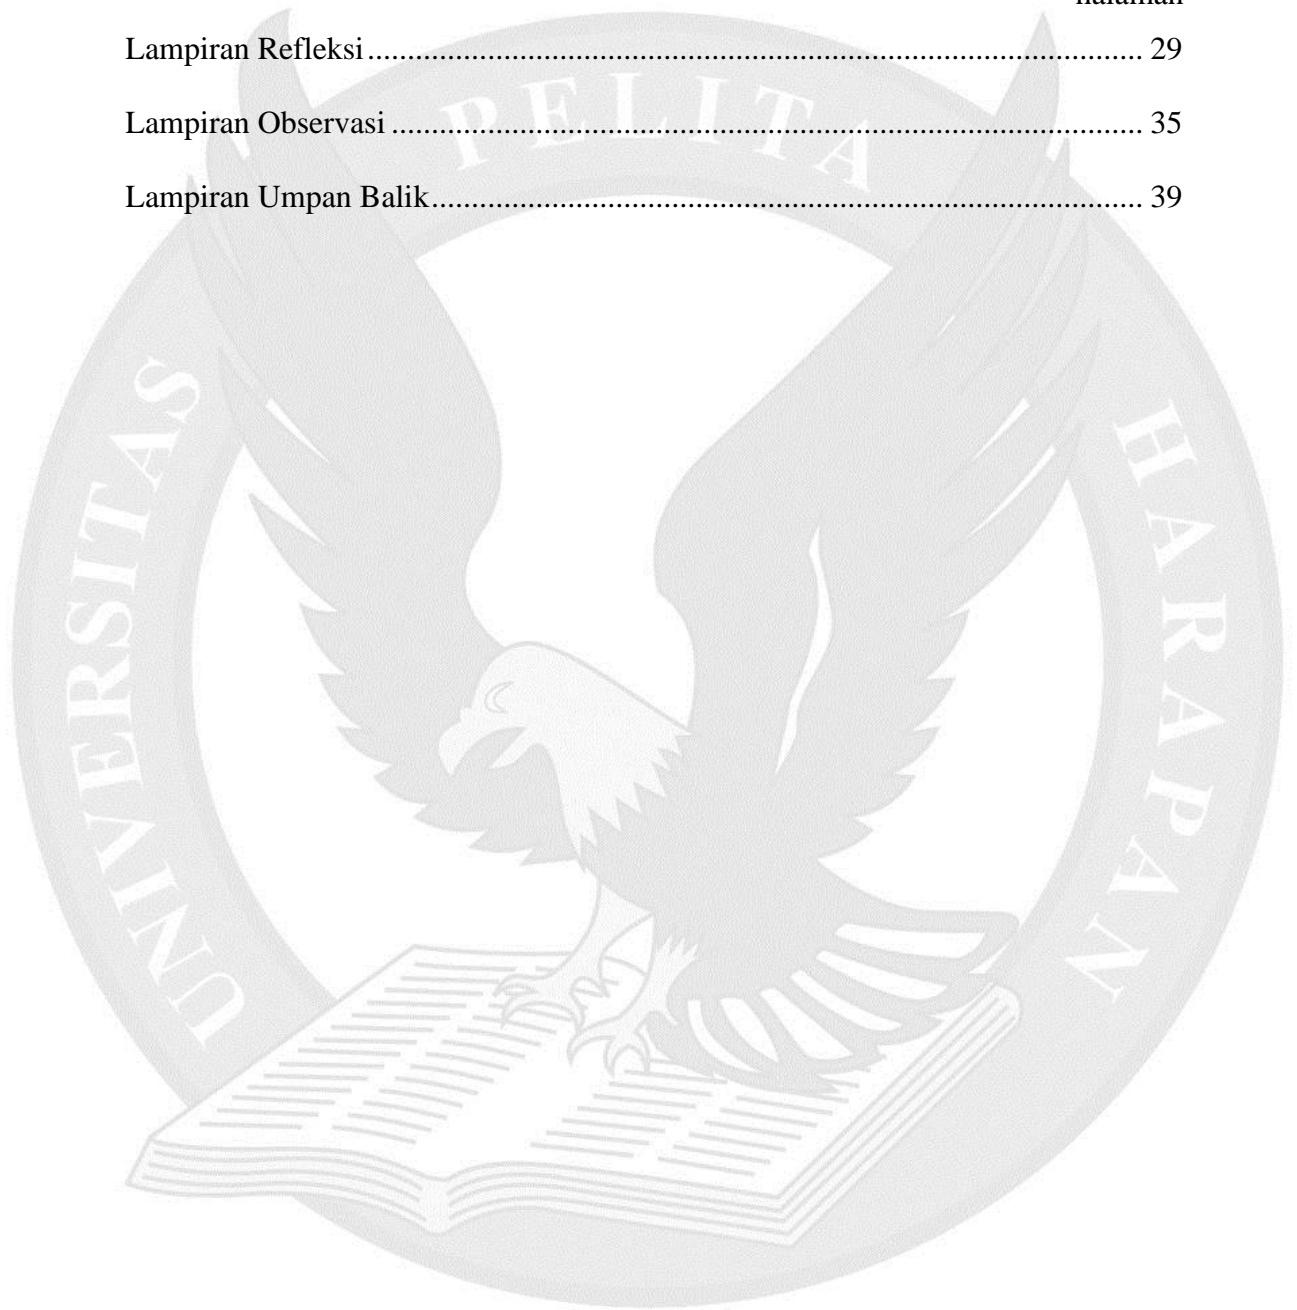 halaman
Lampiran Refleksi ........................................................................................ 29
Lampiran Observasi ..................................................................................... 35
Lampiran Umpan Balik ................................................................................ 39
UNIVERSITAS PELITA HARAPAN